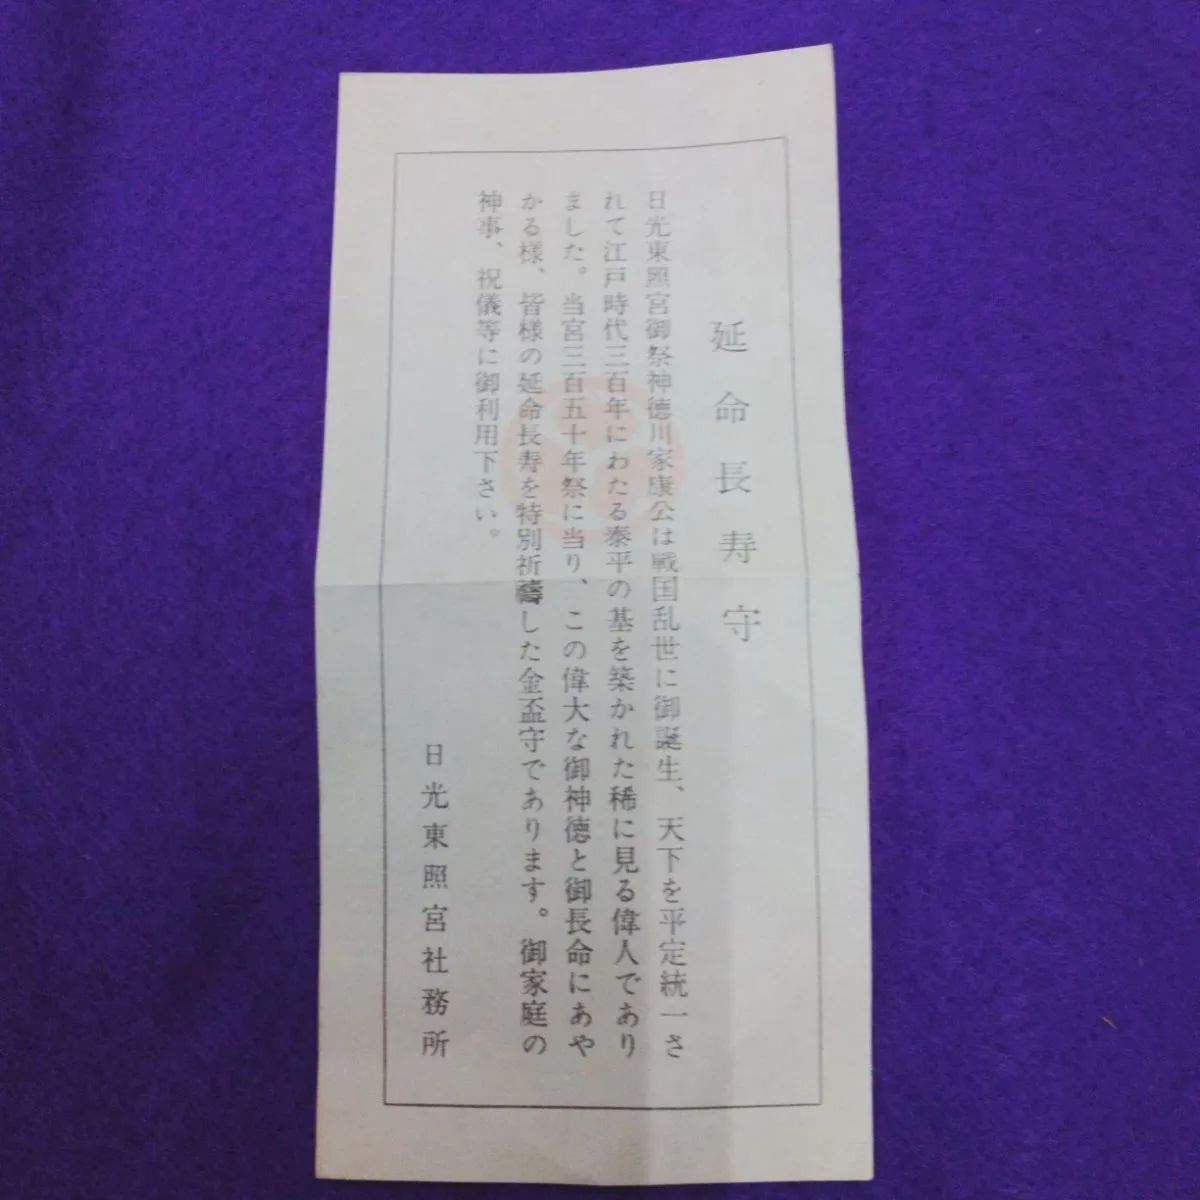 延命長寿守
日光東照宮御祭神徳川家康公は戦国乱世に御誕生、天下を平定統一さ
れて江戸時代三百年にわたる泰平の基を築かれた稀に見る偉人であり
ました。当宮三百五十年祭に当り、この偉大な御神徳と御長命にあや
かる様、皆様の延命長寿を特別祈禱した金盃守であります。御家庭の
神事、祝儀等に御利用下さい。
日光東照宮社務所